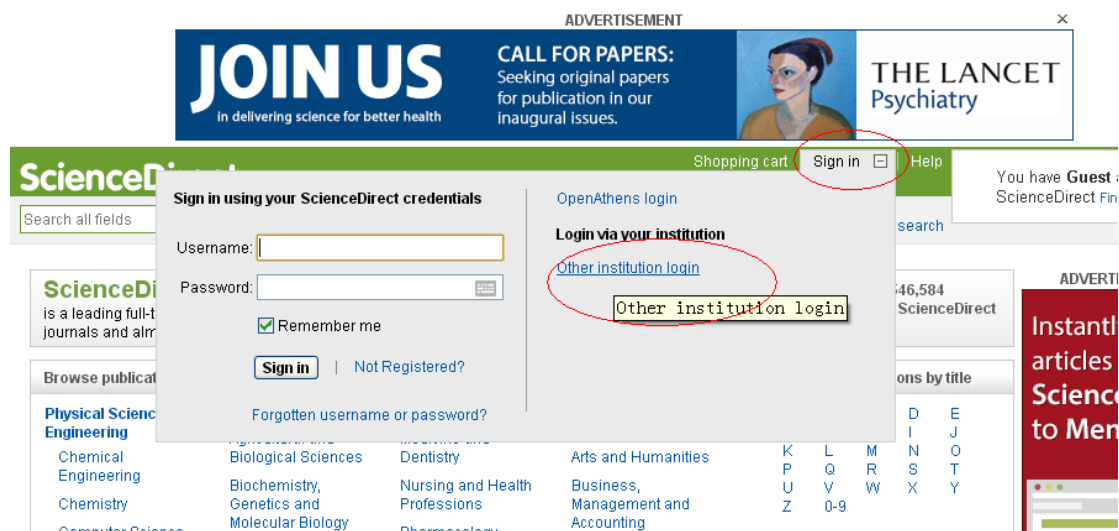 ADVERTISEMENT
JOIN US
in delivering science for better health
CALL FOR PAPERS:
Seeking original papers
for publication in our
inaugural issues.
THE LANCET
Psychiatry
Shopping cart
Sign in
Help
You have Guest
ScienceDirect Fin
Search all fields
search
Sign in using your ScienceDirect credentials
Username:
Password:
Remember me
Sign in | Not Registered?
Forgotten username or password?
OpenAthens login
Login via your institution
Other institution login
Other institution login
ScienceDi
is a leading full-t
journals and alm
46,584
ScienceDirect
ADVERTI
Instantl
articles
Science
to Men
Browse publicat
ons by title
Physical Scienc
Engineering
Chemical
Engineering
Chemistry
Biological Sciences
Biochemistry,
Genetics and
Molecular Biology
Dentistry
Nursing and Health
Professions
Arts and Humanities
Business,
Management and
Accounting
D E
I J
K L M N O
P Q R S T
U V W X Y
Z 0-9